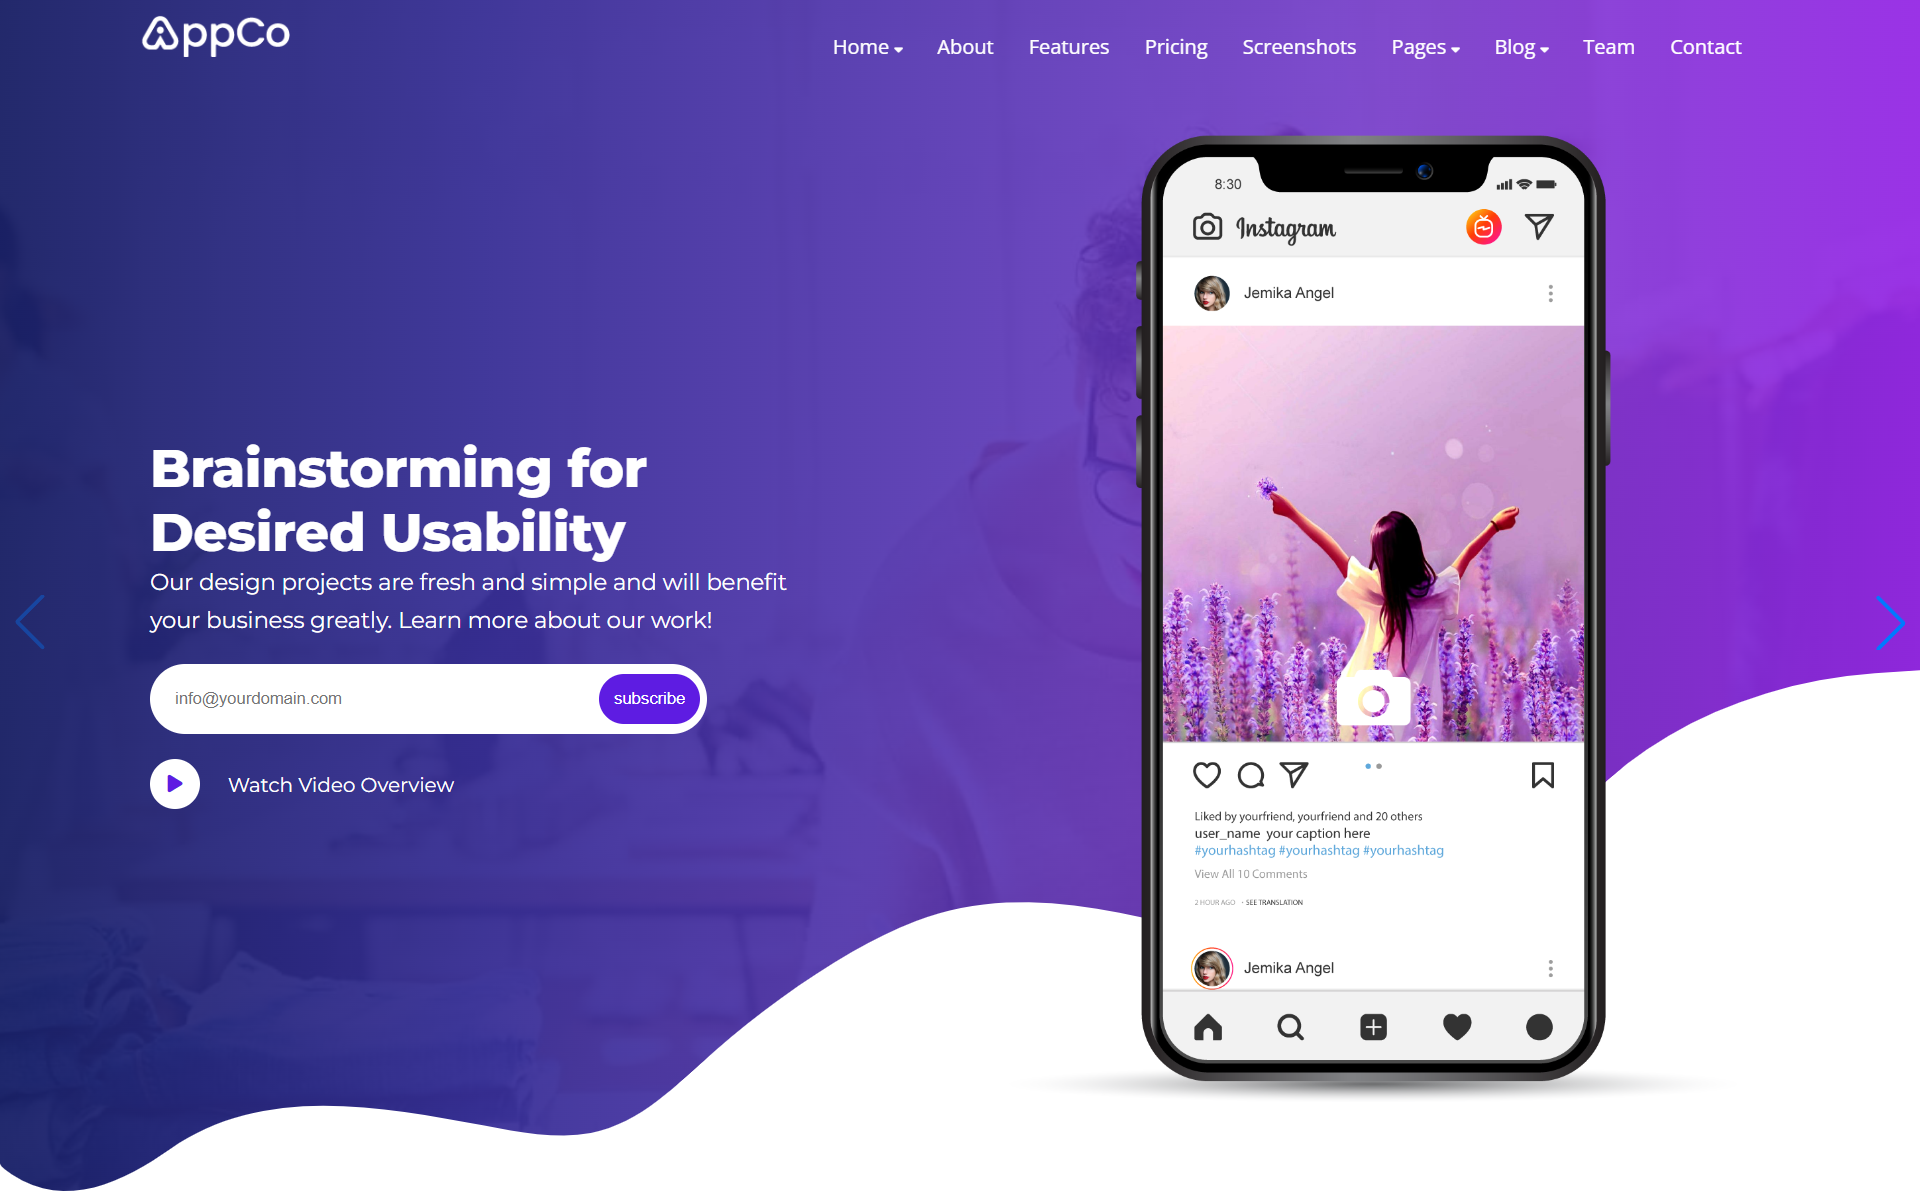 AppCo
Home About Features Pricing Screenshots Pages Blog Team Contact
Brainstorming for
Desired Usability
Our design projects are fresh and simple and will benefit
your business greatly. Learn more about our work!
info@yourdomain.com
subscribe
Watch Video Overview
8:30
Instagram
Jemika Angel
Liked by yourfriend, yourfriend and 20 others
user_name your caption here
#yourhashtag #yourhashtag #yourhashtag
View All 10 Comments
2 HOUR AGO · SEE TRANSLATION
Jemika Angel